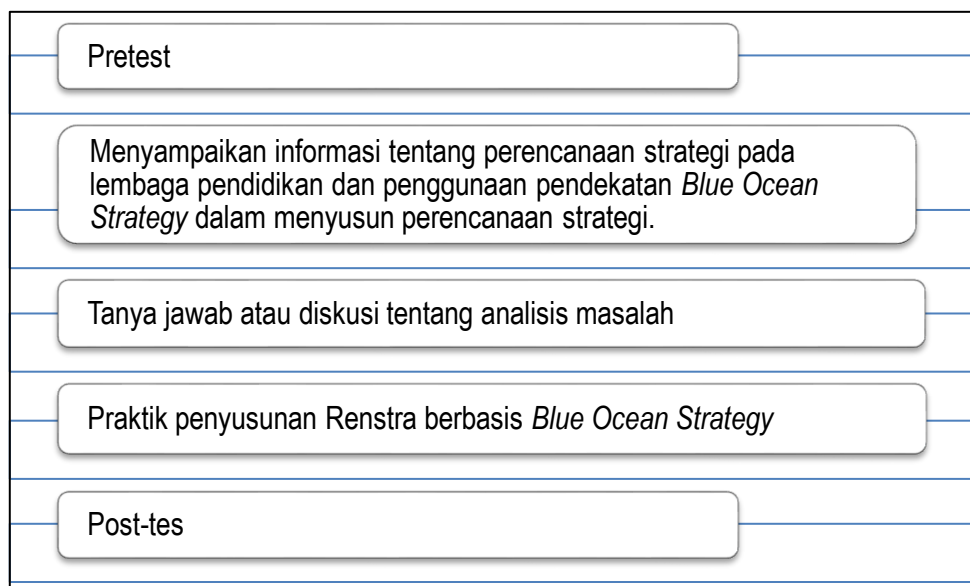 Pretest
Menyampaikan informasi tentang perencanaan strategi pada
lembaga pendidikan dan penggunaan pendekatan Blue Ocean
Strategy dalam menyusun perencanaan strategi.
Tanya jawab atau diskusi tentang analisis masalah
Praktik penyusunan Renstra berbasis Blue Ocean Strategy
Post-tes